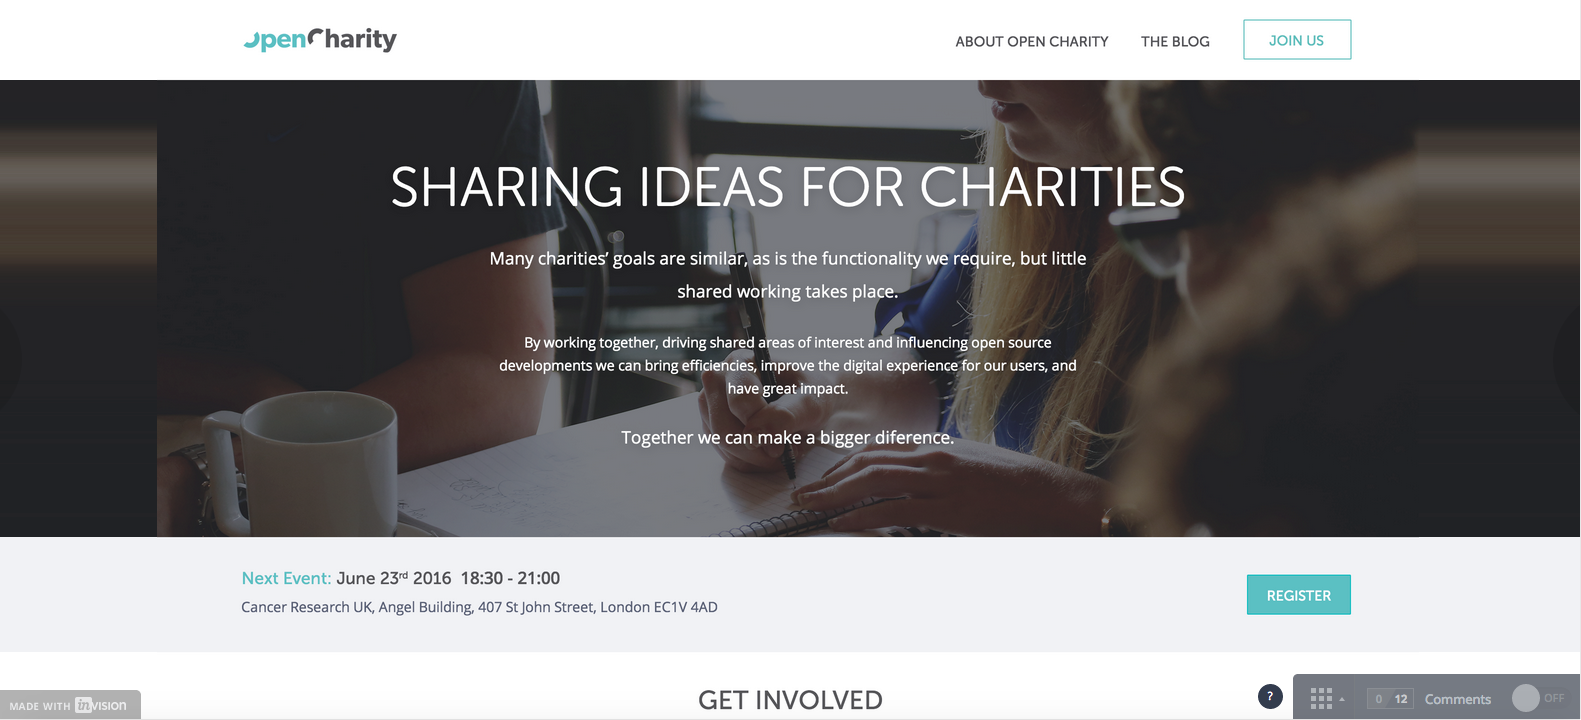 openCharity
ABOUT OPEN CHARITY
THE BLOG
JOIN US
SHARING IDEAS FOR CHARITIES
Many charities’ goals are similar, as is the functionality we require, but little
shared working takes place.
By working together, driving shared areas of interest and influencing open source
developments we can bring efficiencies, improve the digital experience for our users, and
have great impact.
Together we can make a bigger diference.
Next Event: June 23rd 2016 18:30 - 21:00
Cancer Research UK, Angel Building, 407 St John Street, London EC1V 4AD
REGISTER
GET INVOLVED
MADE WITH inVISION
?
0 12 Comments OFF